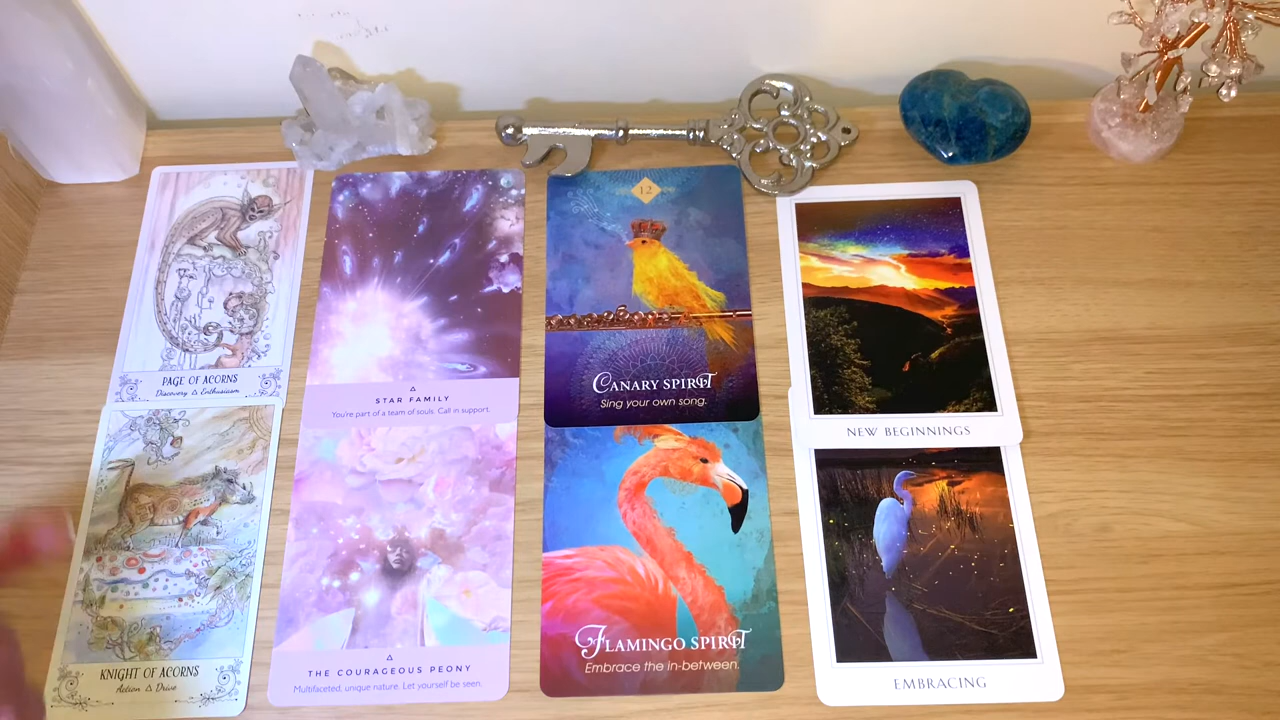 PAGE OF ACORNS
Discovery △ Enthusiasm
KNIGHT OF ACORNS
Action △ Drive
STAR FAMILY
You're part of a team of souls. Call in support.
THE COURAGEOUS PEONY
Multifaceted, unique nature. Let yourself be seen.
12
CANARY SPIRIT
Sing your own song.
FLAMINGO SPIRIT
Embrace the in-between.
NEW BEGINNINGS
EMBRACING